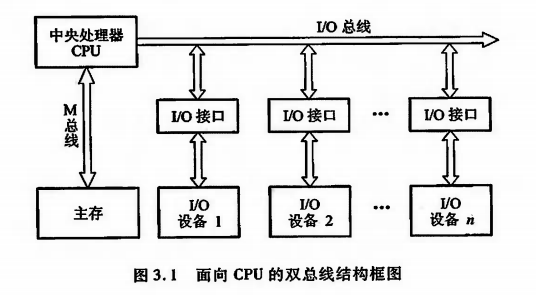 中央处理器
CPU
I/O 总线
M
总
线
I/O 接口
I/O 接口
···
I/O 接口
主存
I/O
设备 1
I/O
设备 2
···
I/O
设备 n
图 3.1 面向 CPU 的双总线结构框图